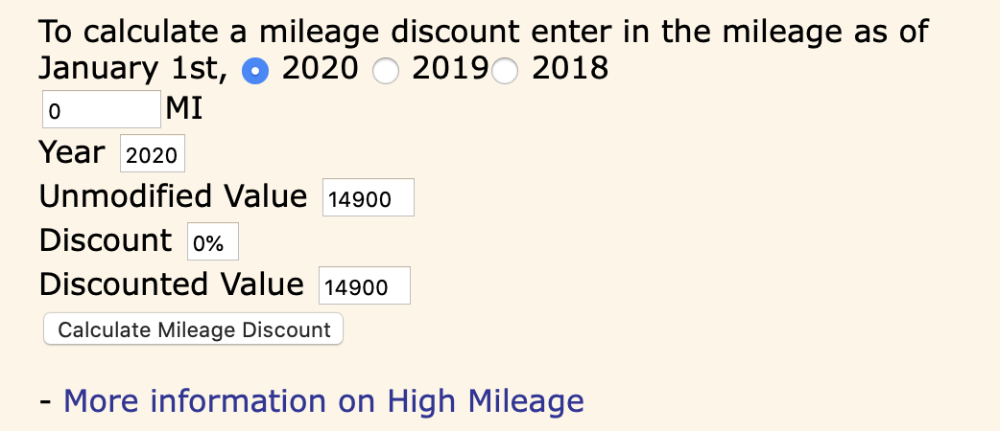 To calculate a mileage discount enter in the mileage as of
January 1st, 2020 2019 2018
0 MI
Year 2020
Unmodified Value 14900
Discount 0%
Discounted Value 14900
Calculate Mileage Discount
- More information on High Mileage